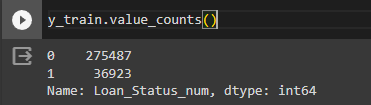 y_train.value_counts()
0    275487
1     36923
Name: Loan_Status_num, dtype: int64